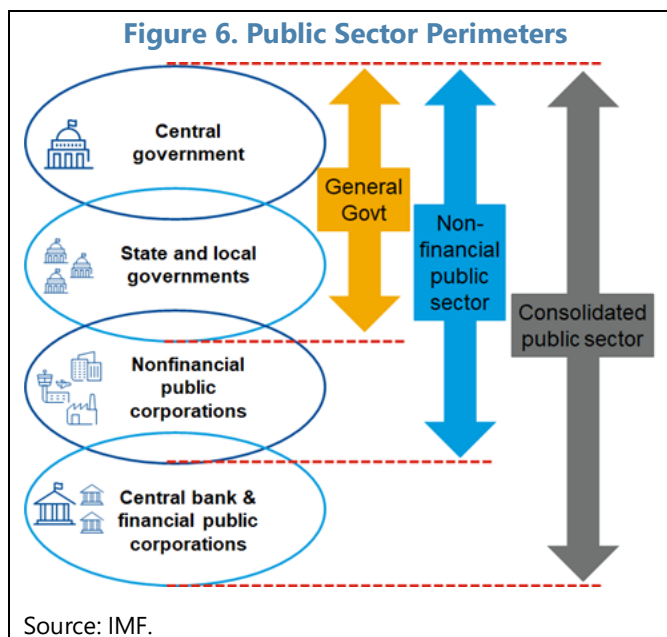 Figure 6. Public Sector Perimeters
Central
government
State and local
governments
Nonfinancial
public
corporations
Central bank &
financial public
corporations
General
Govt
Non-
financial
public
sector
Consolidated
public sector
Source: IMF.